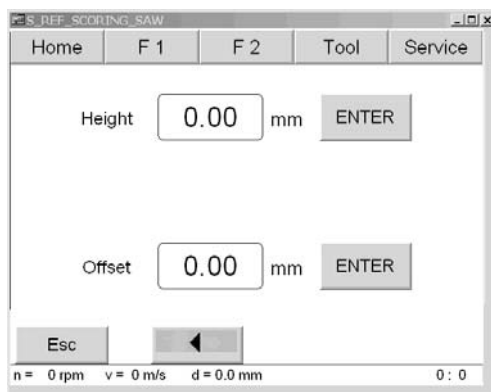 S_REF_SCORING_SAW
Home F 1 F 2 Tool Service
Height 0.00 mm ENTER
Offset 0.00 mm ENTER
Esc
n = 0 rpm v = 0 m/s d = 0.0 mm 0 : 0